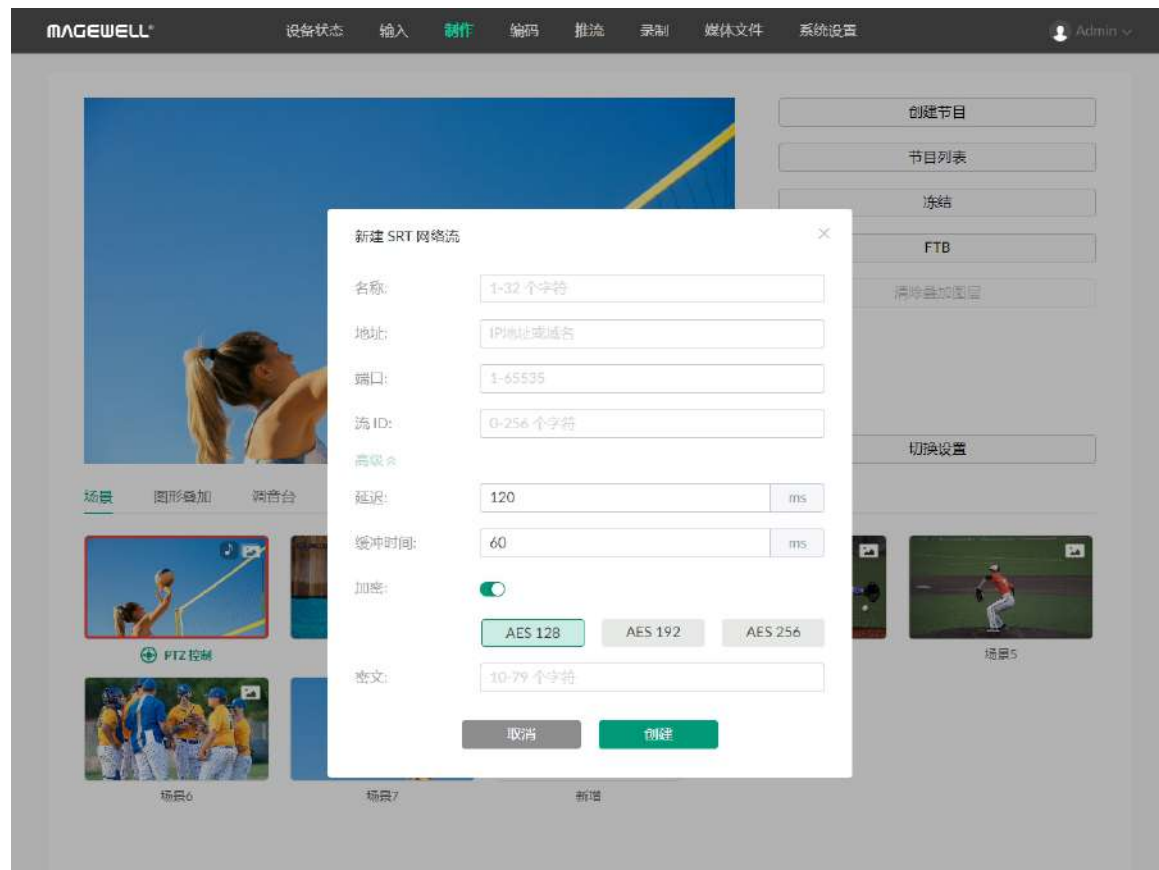 MAGEWELL® 设备状态 输入 制作 编码 推流 录制 媒体文件 系统设置 Admin
创建节目
节目列表
冻结
FTB
清除叠加图层
切换设置
新建 SRT 网络流
名称: 1-32 个字符
地址: IP地址或域名
端口: 1-65535
流 ID: 0-256 个字符
高级
延迟: 120 ms
缓冲时间: 60 ms
加密:
AES 128 AES 192 AES 256
密文: 10-79 个字符
取消 创建
场景 图形叠加 调音台
PTZ 控制 场景5
场景6 场景7 新增